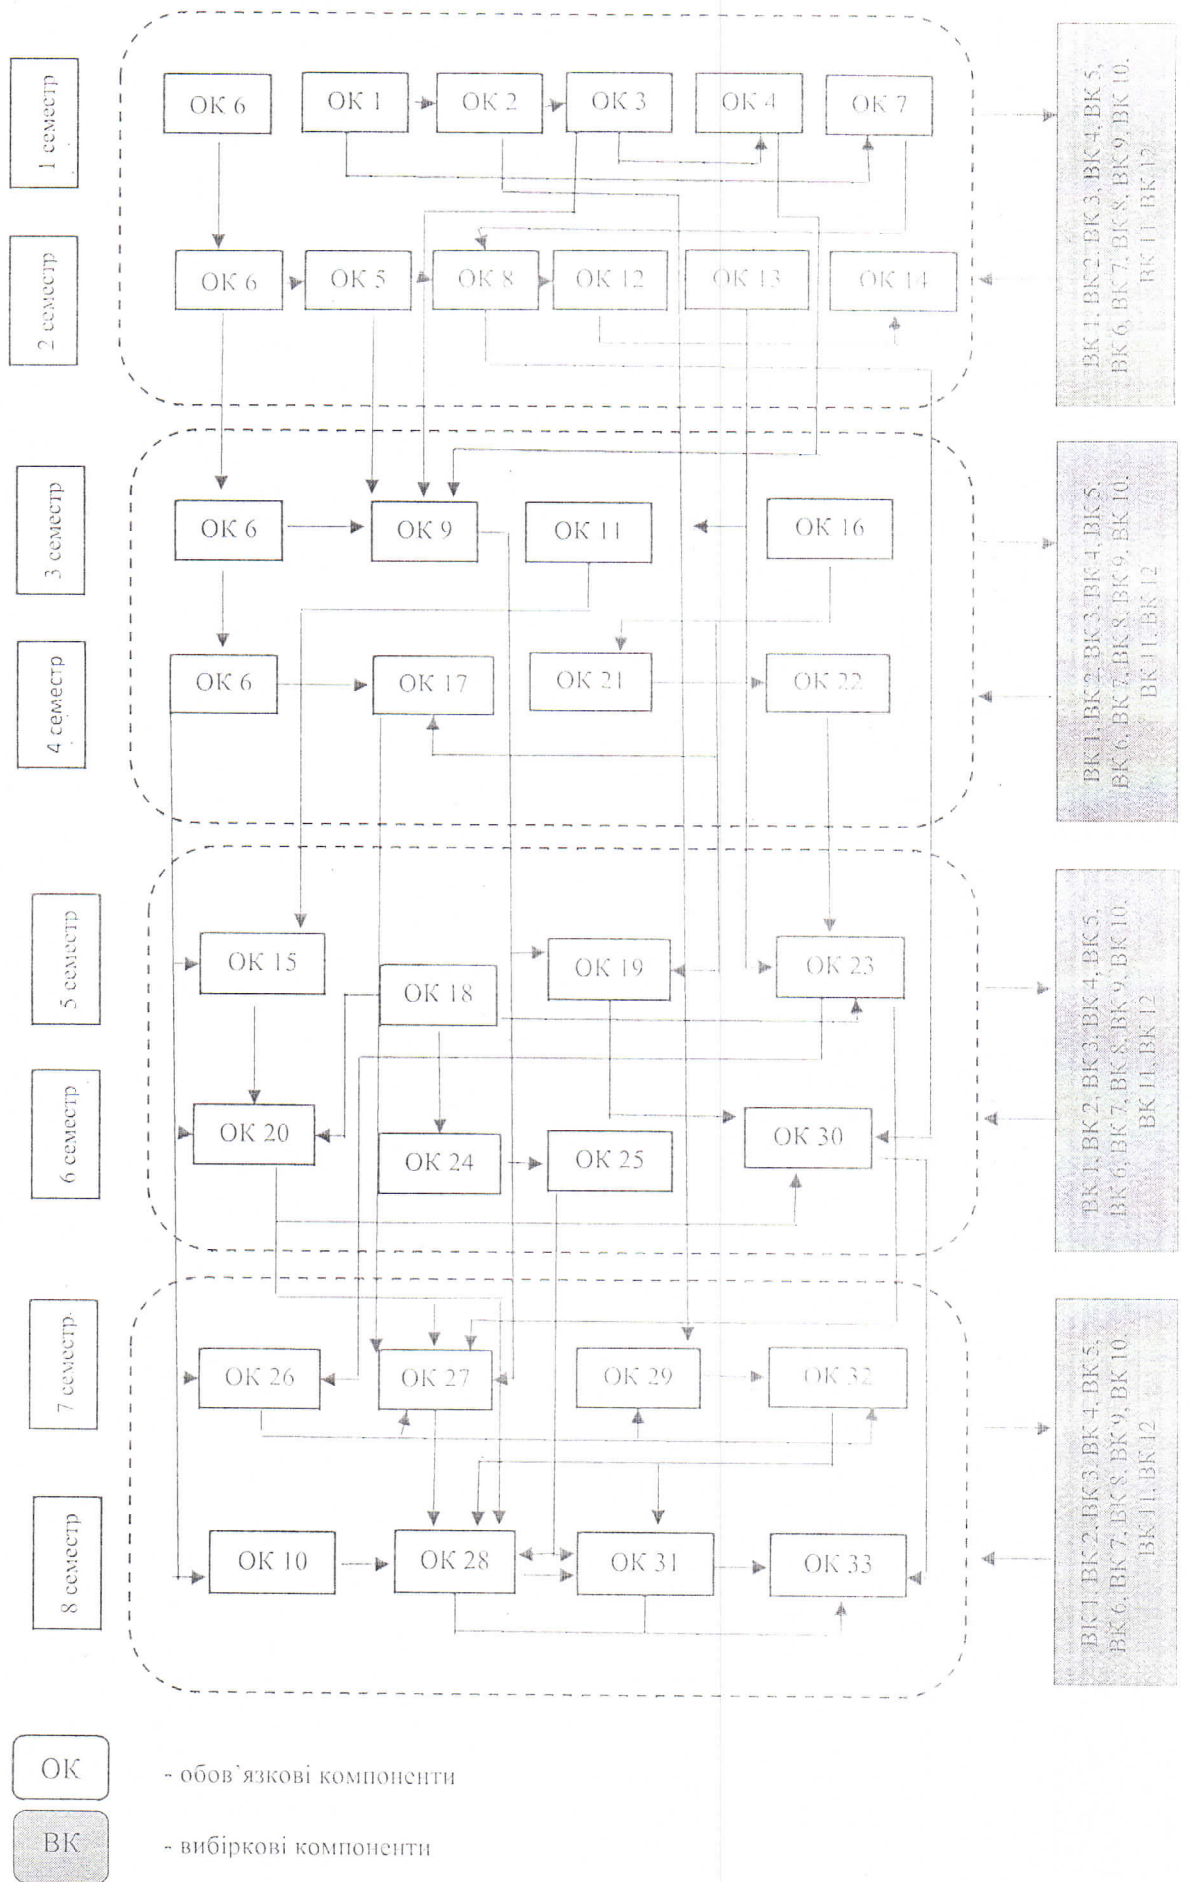 1 семестр
ОК 6
ОК 1
ОК 2
ОК 3
ОК 4
ОК 7
2 семестр
ОК 6
ОК 5
ОК 8
ОК 12
ОК 13
ОК 14
ВК 1, ВК 2, ВК 3, ВК 4, ВК 5,
ВК 6, ВК 7, ВК 8, ВК 9, ВК 10,
ВК 11, ВК 12
3 семестр
ОК 6
ОК 9
ОК 11
ОК 16
4 семестр
ОК 6
ОК 17
ОК 21
ОК 22
ВК 1, ВК 2, ВК 3, ВК 4, ВК 5,
ВК 6, ВК 7, ВК 8, ВК 9, ВК 10,
ВК 11, ВК 12
5 семестр
ОК 15
ОК 18
ОК 19
ОК 23
6 семестр
ОК 20
ОК 24
ОК 25
ОК 30
ВК 1, ВК 2, ВК 3, ВК 4, ВК 5,
ВК 6, ВК 7, ВК 8, ВК 9, ВК 10,
ВК 11, ВК 12
7 семестр
ОК 26
ОК 27
ОК 29
ОК 32
8 семестр
ОК 10
ОК 28
ОК 31
ОК 33
ВК 1, ВК 2, ВК 3, ВК 4, ВК 5,
ВК 6, ВК 7, ВК 8, ВК 9, ВК 10,
ВК 11, ВК 12
ОК
- обов’язкові компоненти
ВК
- вибіркові компоненти